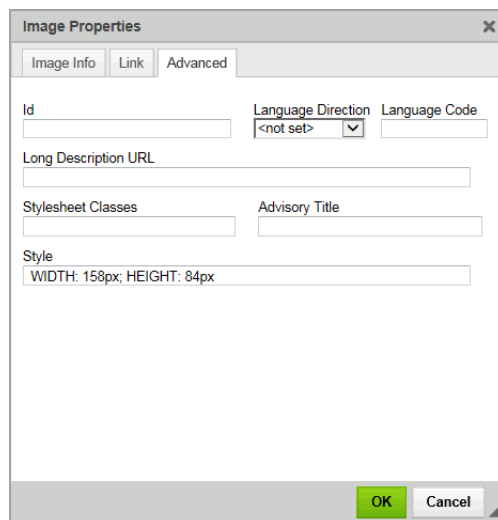 Image Properties
Image Info Link Advanced
Id Language Direction Language Code
<not set>
Long Description URL
Stylesheet Classes Advisory Title
Style
WIDTH: 158px; HEIGHT: 84px
OK Cancel